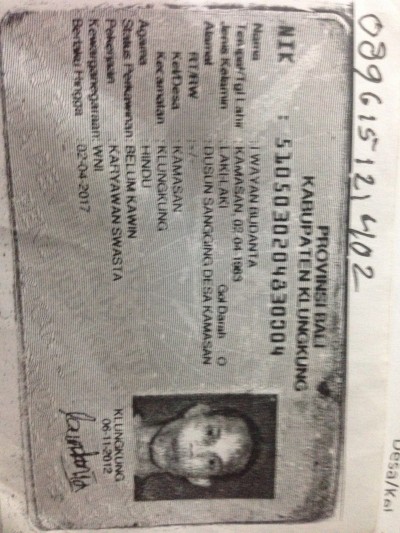 089615121402
PROVINSI BALI
KABUPATEN KLUNGKUNG
NIK : 5105030204830004
Nama : I WAYAN BUDANTA
Tempat/Tgl Lahir : KAMASAN, 02-04-1983
Jenis Kelamin : LAKI-LAKI Gol Darah O
Alamat : DUSUN SANGGING DESA KAMASAN
RT/RW : -/-
Kel/Desa : KAMASAN
Kecamatan : KLUNGKUNG
Agama : HINDU
Status Perkawinan: BELUM KAWIN
Pekerjaan : KARYAWAN SWASTA
Kewarganegaraan: WNI
Berlaku Hingga : 02-04-2017
KLUNGKUNG
06-11-2012
Desa/Kel